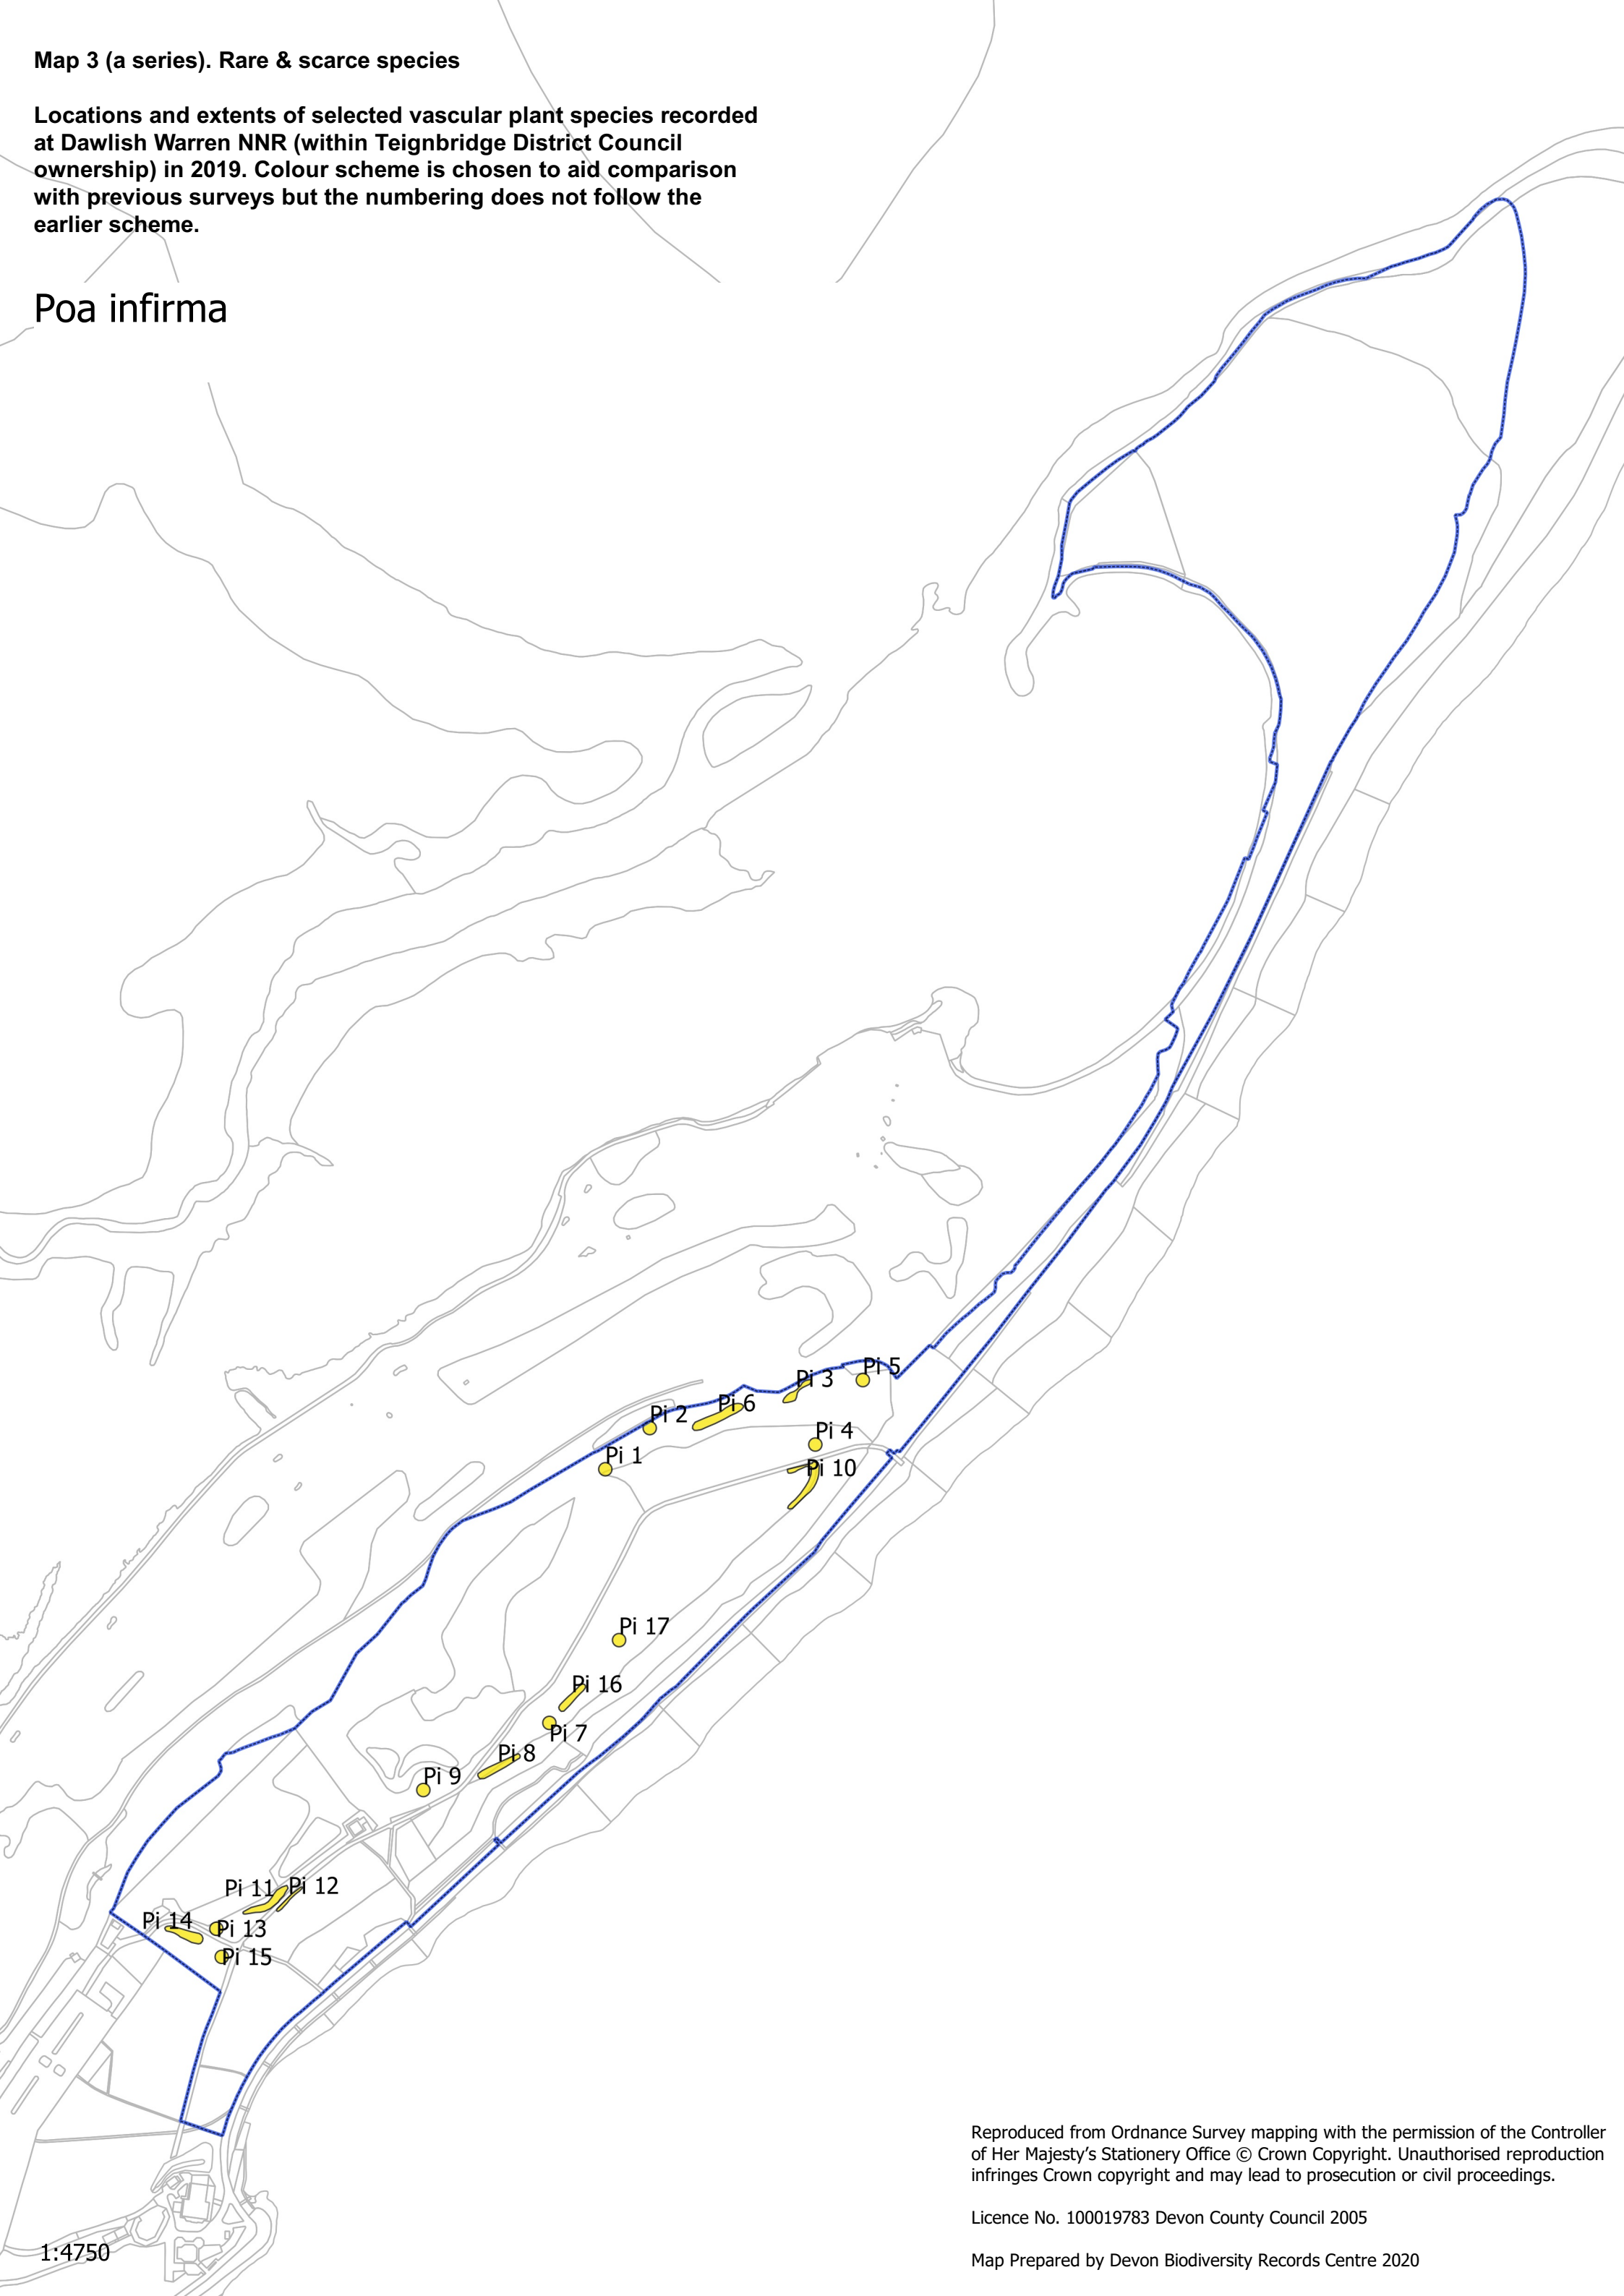 Map 3 (a series). Rare & scarce species
Locations and extents of selected vascular plant species recorded
at Dawlish Warren NNR (within Teignbridge District Council
ownership) in 2019. Colour scheme is chosen to aid comparison
with previous surveys but the numbering does not follow the
earlier scheme.
Poa infirma
Pi 5
Pi 3
Pi 6
Pi 2
Pi 4
Pi 1
Pi 10
Pi 17
Pi 16
Pi 7
Pi 8
Pi 9
Pi 11
Pi 12
Pi 14
Pi 13
Pi 15
Reproduced from Ordnance Survey mapping with the permission of the Controller
of Her Majesty's Stationery Office © Crown Copyright. Unauthorised reproduction
infringes Crown copyright and may lead to prosecution or civil proceedings.
Licence No. 100019783 Devon County Council 2005
1:4750
Map Prepared by Devon Biodiversity Records Centre 2020